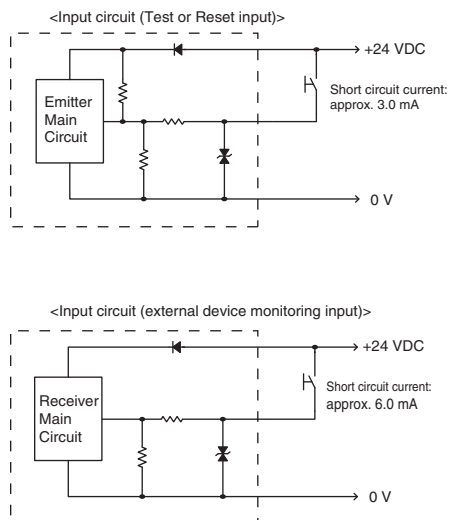 <Input circuit (Test or Reset input)>
+24 VDC
Emitter
Main
Circuit
Short circuit current:
approx. 3.0 mA
0 V
<Input circuit (external device monitoring input)>
+24 VDC
Receiver
Main
Circuit
Short circuit current:
approx. 6.0 mA
0 V